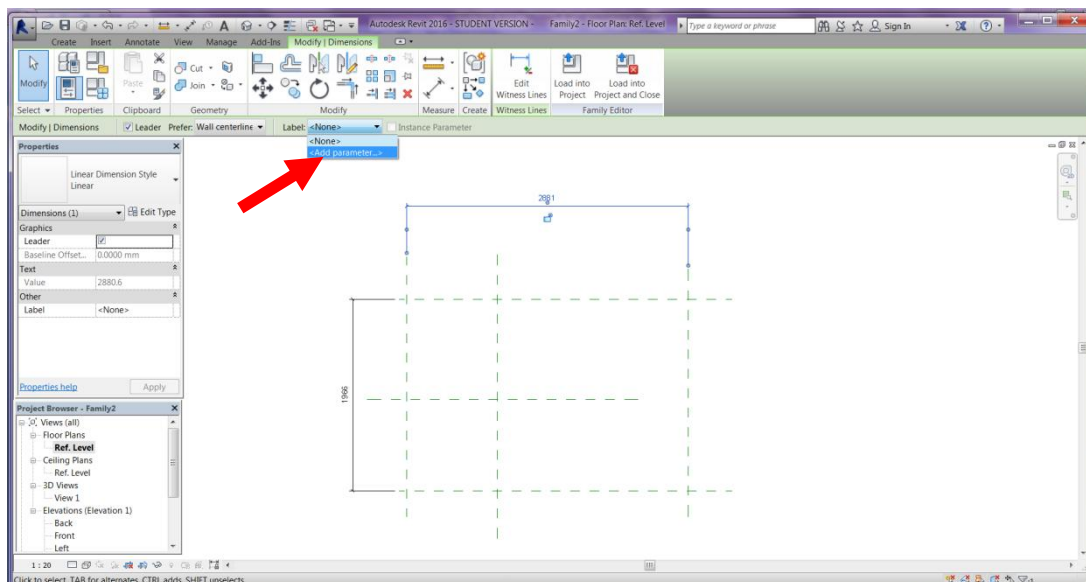 Autodesk Revit 2016 - STUDENT VERSION - Family2 - Floor Plan: Ref. Level
Type a keyword or phrase
Sign In
Create Insert Annotate View Manage Add-Ins Modify | Dimensions
Modify
Paste
Cut
Join
Edit
Witness Lines
Load into
Project
Load into
Project and Close
Select Properties Clipboard Geometry Modify Measure Create Witness Lines Family Editor
Modify | Dimensions Leader Prefer: Wall centerline Label: <None> Instance Parameter
<None>
<Add parameter...>
Properties
Linear Dimension Style
Linear
Dimensions (1) Edit Type
Graphics
Leader
Baseline Offset... 0.0000 mm
Text
Value 2880.6
Other
Label <None>
Properties help Apply
2881
1966
Project Browser - Family2
Views (all)
Floor Plans
Ref. Level
Ceiling Plans
Ref. Level
3D Views
View 1
Elevations (Elevation 1)
Back
Front
Left
1 : 20
Click to select, TAB for alternates, CTRL adds, SHIFT unselects.